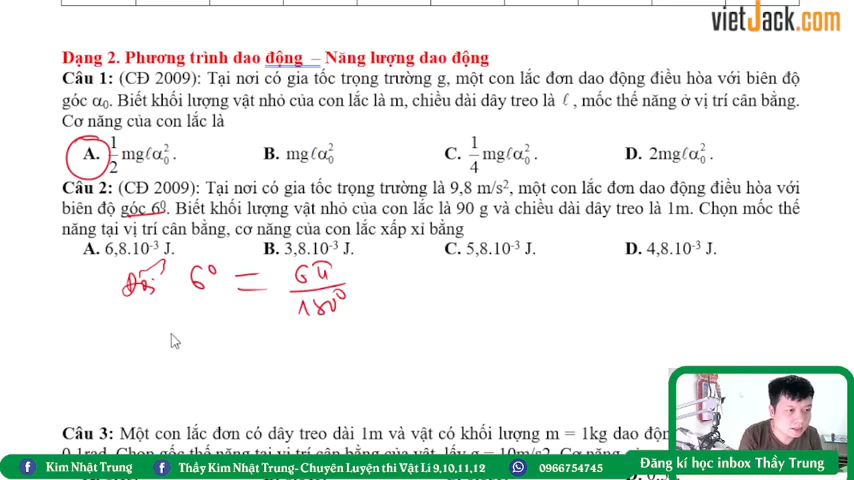 vietJack.com
Dạng 2. Phương trình dao động – Năng lượng dao động
Câu 1: (CĐ 2009): Tại nơi có gia tốc trọng trường g, một con lắc đơn dao động điều hòa với biên độ
góc α₀. Biết khối lượng vật nhỏ của con lắc là m, chiều dài dây treo là ℓ, mốc thế năng ở vị trí cân bằng.
Cơ năng của con lắc là
A. 1/2 mgℓα₀². B. mgℓα₀² C. 1/4 mgℓα₀². D. 2mgℓα₀².
Câu 2: (CĐ 2009): Tại nơi có gia tốc trọng trường là 9,8 m/s², một con lắc đơn dao động điều hòa với
biên độ góc 6⁰. Biết khối lượng vật nhỏ của con lắc là 90 g và chiều dài dây treo là 1m. Chọn mốc thế
năng tại vị trí cân bằng, cơ năng của con lắc xấp xỉ bằng
A. 6,8.10⁻³ J. B. 3,8.10⁻³ J. C. 5,8.10⁻³ J. D. 4,8.10⁻³ J.
Đổi 6⁰ = 6π/180⁰
Câu 3: Một con lắc đơn có dây treo dài 1m và vật có khối lượng m = 1kg dao độn
Kim Nhật Trung Thầy Kim Nhật Trung- Chuyên Luyện thi Vật Lí 9,10,11,12 0966754745 Đăng kí học inbox Thầy Trung